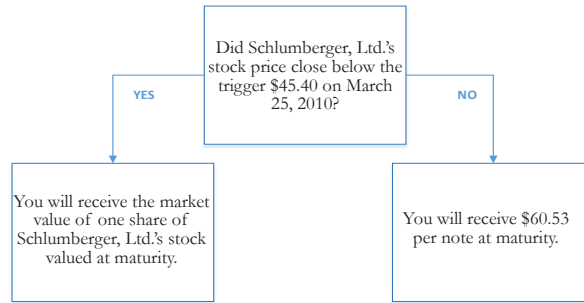 Did Schlumberger, Ltd.'s
stock price close below the
trigger $45.40 on March
25, 2010?
YES
NO
You will receive the market
value of one share of
Schlumberger, Ltd.'s stock
valued at maturity.
You will receive $60.53
per note at maturity.